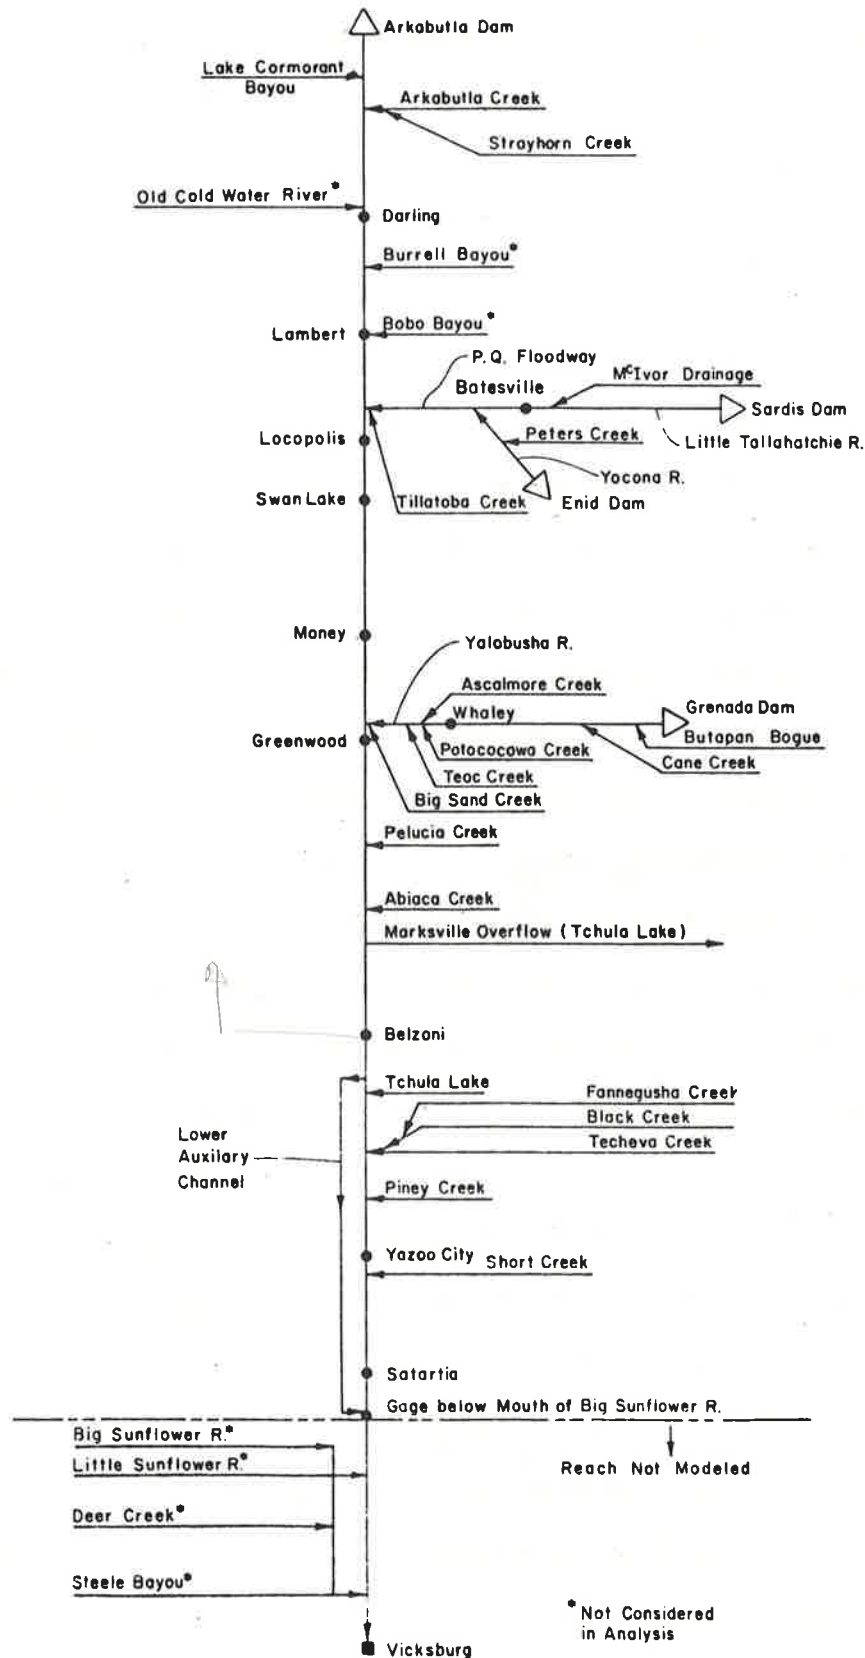 Arkabutla Dam
Lake Cormorant
Bayou
Arkabutla Creek
Strayhorn Creek
Old Cold Water River*
Darling
Burrell Bayou*
Lambert
Bobo Bayou*
P.Q. Floodway
Batesville
McIvor Drainage
Sardis Dam
Locopolis
Peters Creek
Little Tallahatchie R.
Yocona R.
Swan Lake
Tillatoba Creek
Enid Dam
Money
Yalobusha R.
Ascalmore Creek
Whaley
Grenada Dam
Greenwood
Potococowa Creek
Butapan Bogue
Teoc Creek
Cane Creek
Big Sand Creek
Pelucia Creek
Abiaca Creek
Marksville Overflow (Tchula Lake)
Belzoni
Tchula Lake
Fannegusha Creek
Black Creek
Techeva Creek
Lower
Auxilary
Channel
Piney Creek
Yazoo City
Short Creek
Satartia
Gage below Mouth of Big Sunflower R.
Big Sunflower R.*
Little Sunflower R.*
Reach Not Modeled
Deer Creek*
Steele Bayou*
*Not Considered
in Analysis
Vicksburg